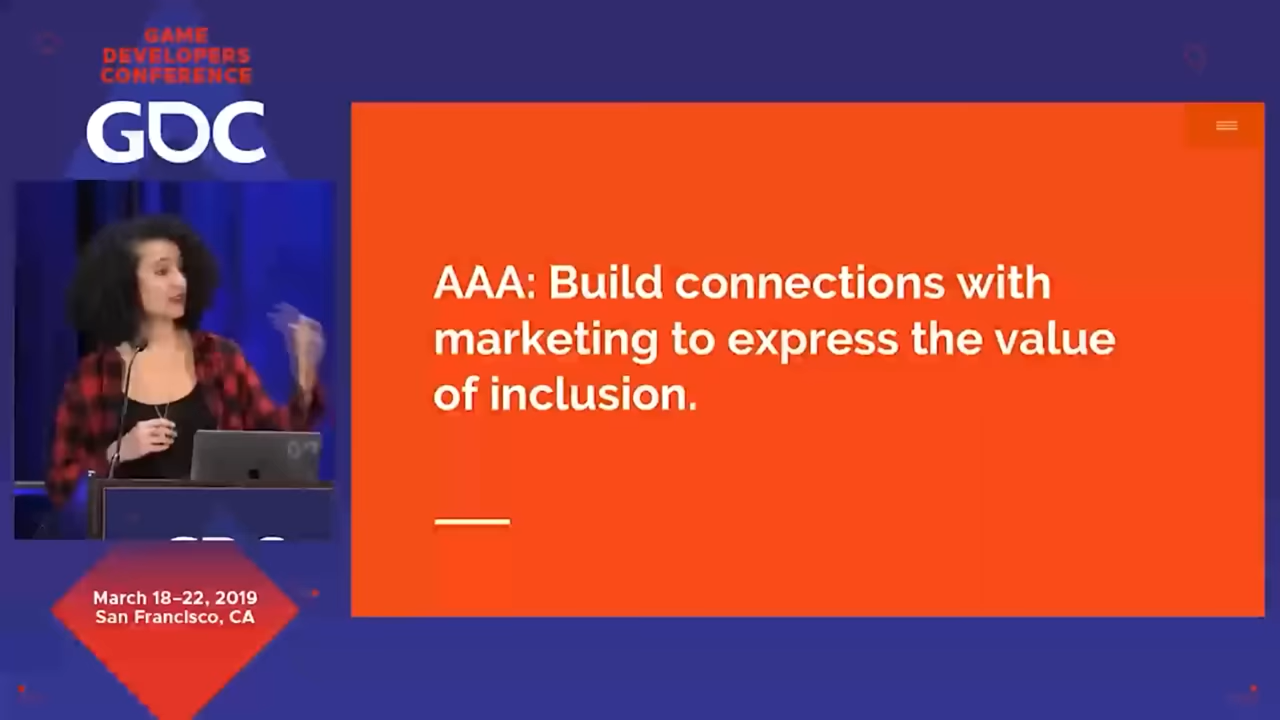 GAME
DEVELOPERS
CONFERENCE
GDC
AAA: Build connections with
marketing to express the value
of inclusion.
March 18–22, 2019
San Francisco, CA